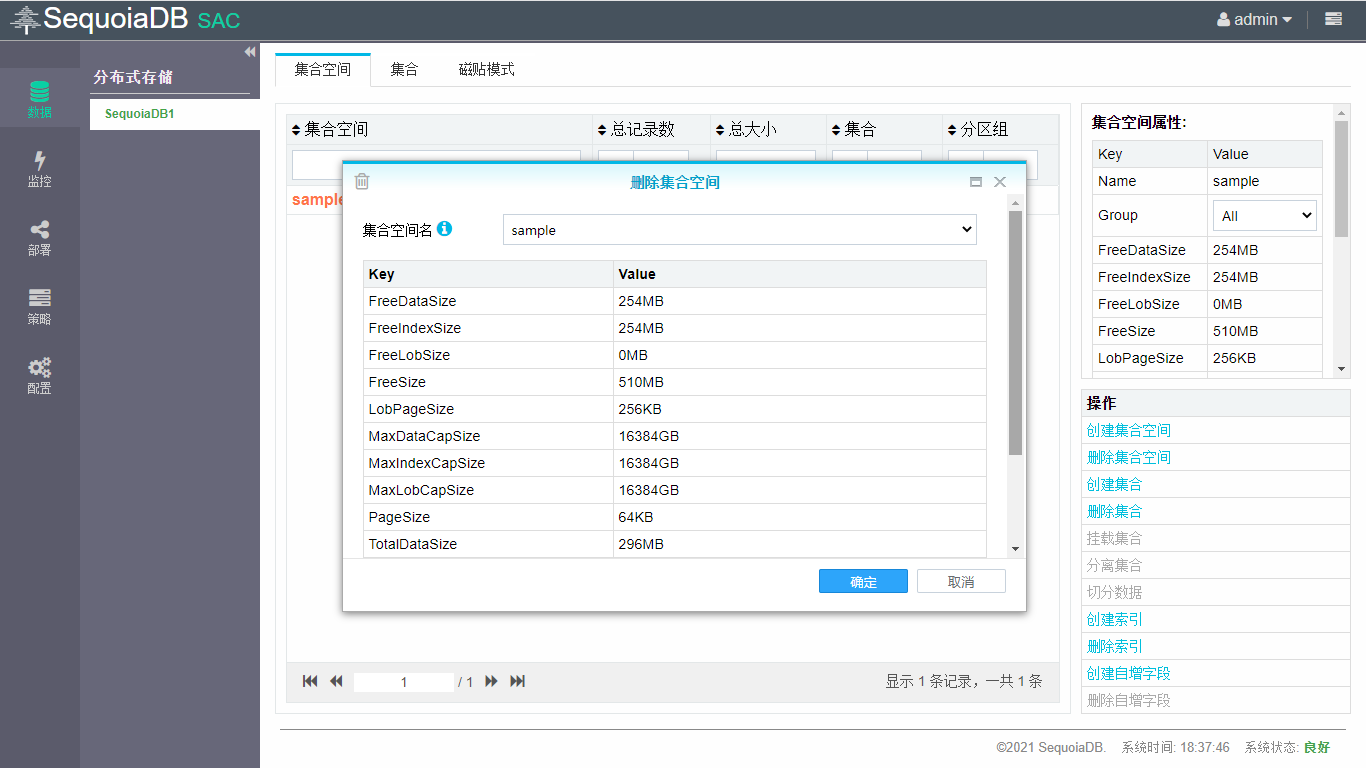 SequoiaDB SAC
admin
数据
监控
部署
策略
配置
分布式存储
SequoiaDB1
集合空间 集合 磁贴模式
集合空间 总记录数 总大小 集合 分区组
sample
删除集合空间
集合空间名 sample
Key Value
FreeDataSize 254MB
FreeIndexSize 254MB
FreeLobSize 0MB
FreeSize 510MB
LobPageSize 256KB
MaxDataCapSize 16384GB
MaxIndexCapSize 16384GB
MaxLobCapSize 16384GB
PageSize 64KB
TotalDataSize 296MB
确定 取消
1 / 1 显示 1 条记录，一共 1 条
集合空间属性:
Key Value
Name sample
Group All
FreeDataSize 254MB
FreeIndexSize 254MB
FreeLobSize 0MB
FreeSize 510MB
LobPageSize 256KB
操作
创建集合空间
删除集合空间
创建集合
删除集合
挂载集合
分离集合
切分数据
创建索引
删除索引
创建自增字段
删除自增字段
©2021 SequoiaDB. 系统时间: 18:37:46 系统状态: 良好